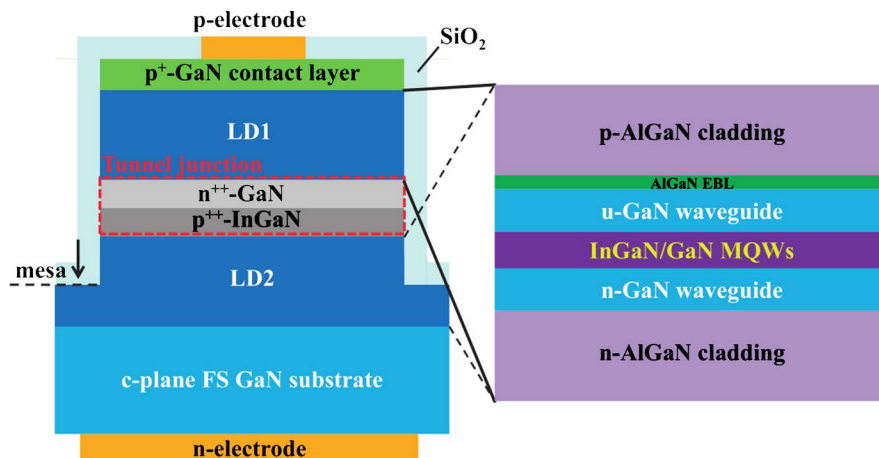 p-electrode
SiO₂
p⁺-GaN contact layer
LD1
Tunnel junction
n⁺⁺-GaN
p⁺⁺-InGaN
mesa
LD2
c-plane FS GaN substrate
n-electrode
p-AlGaN cladding
AlGaN EBL
u-GaN waveguide
InGaN/GaN MQWs
n-GaN waveguide
n-AlGaN cladding